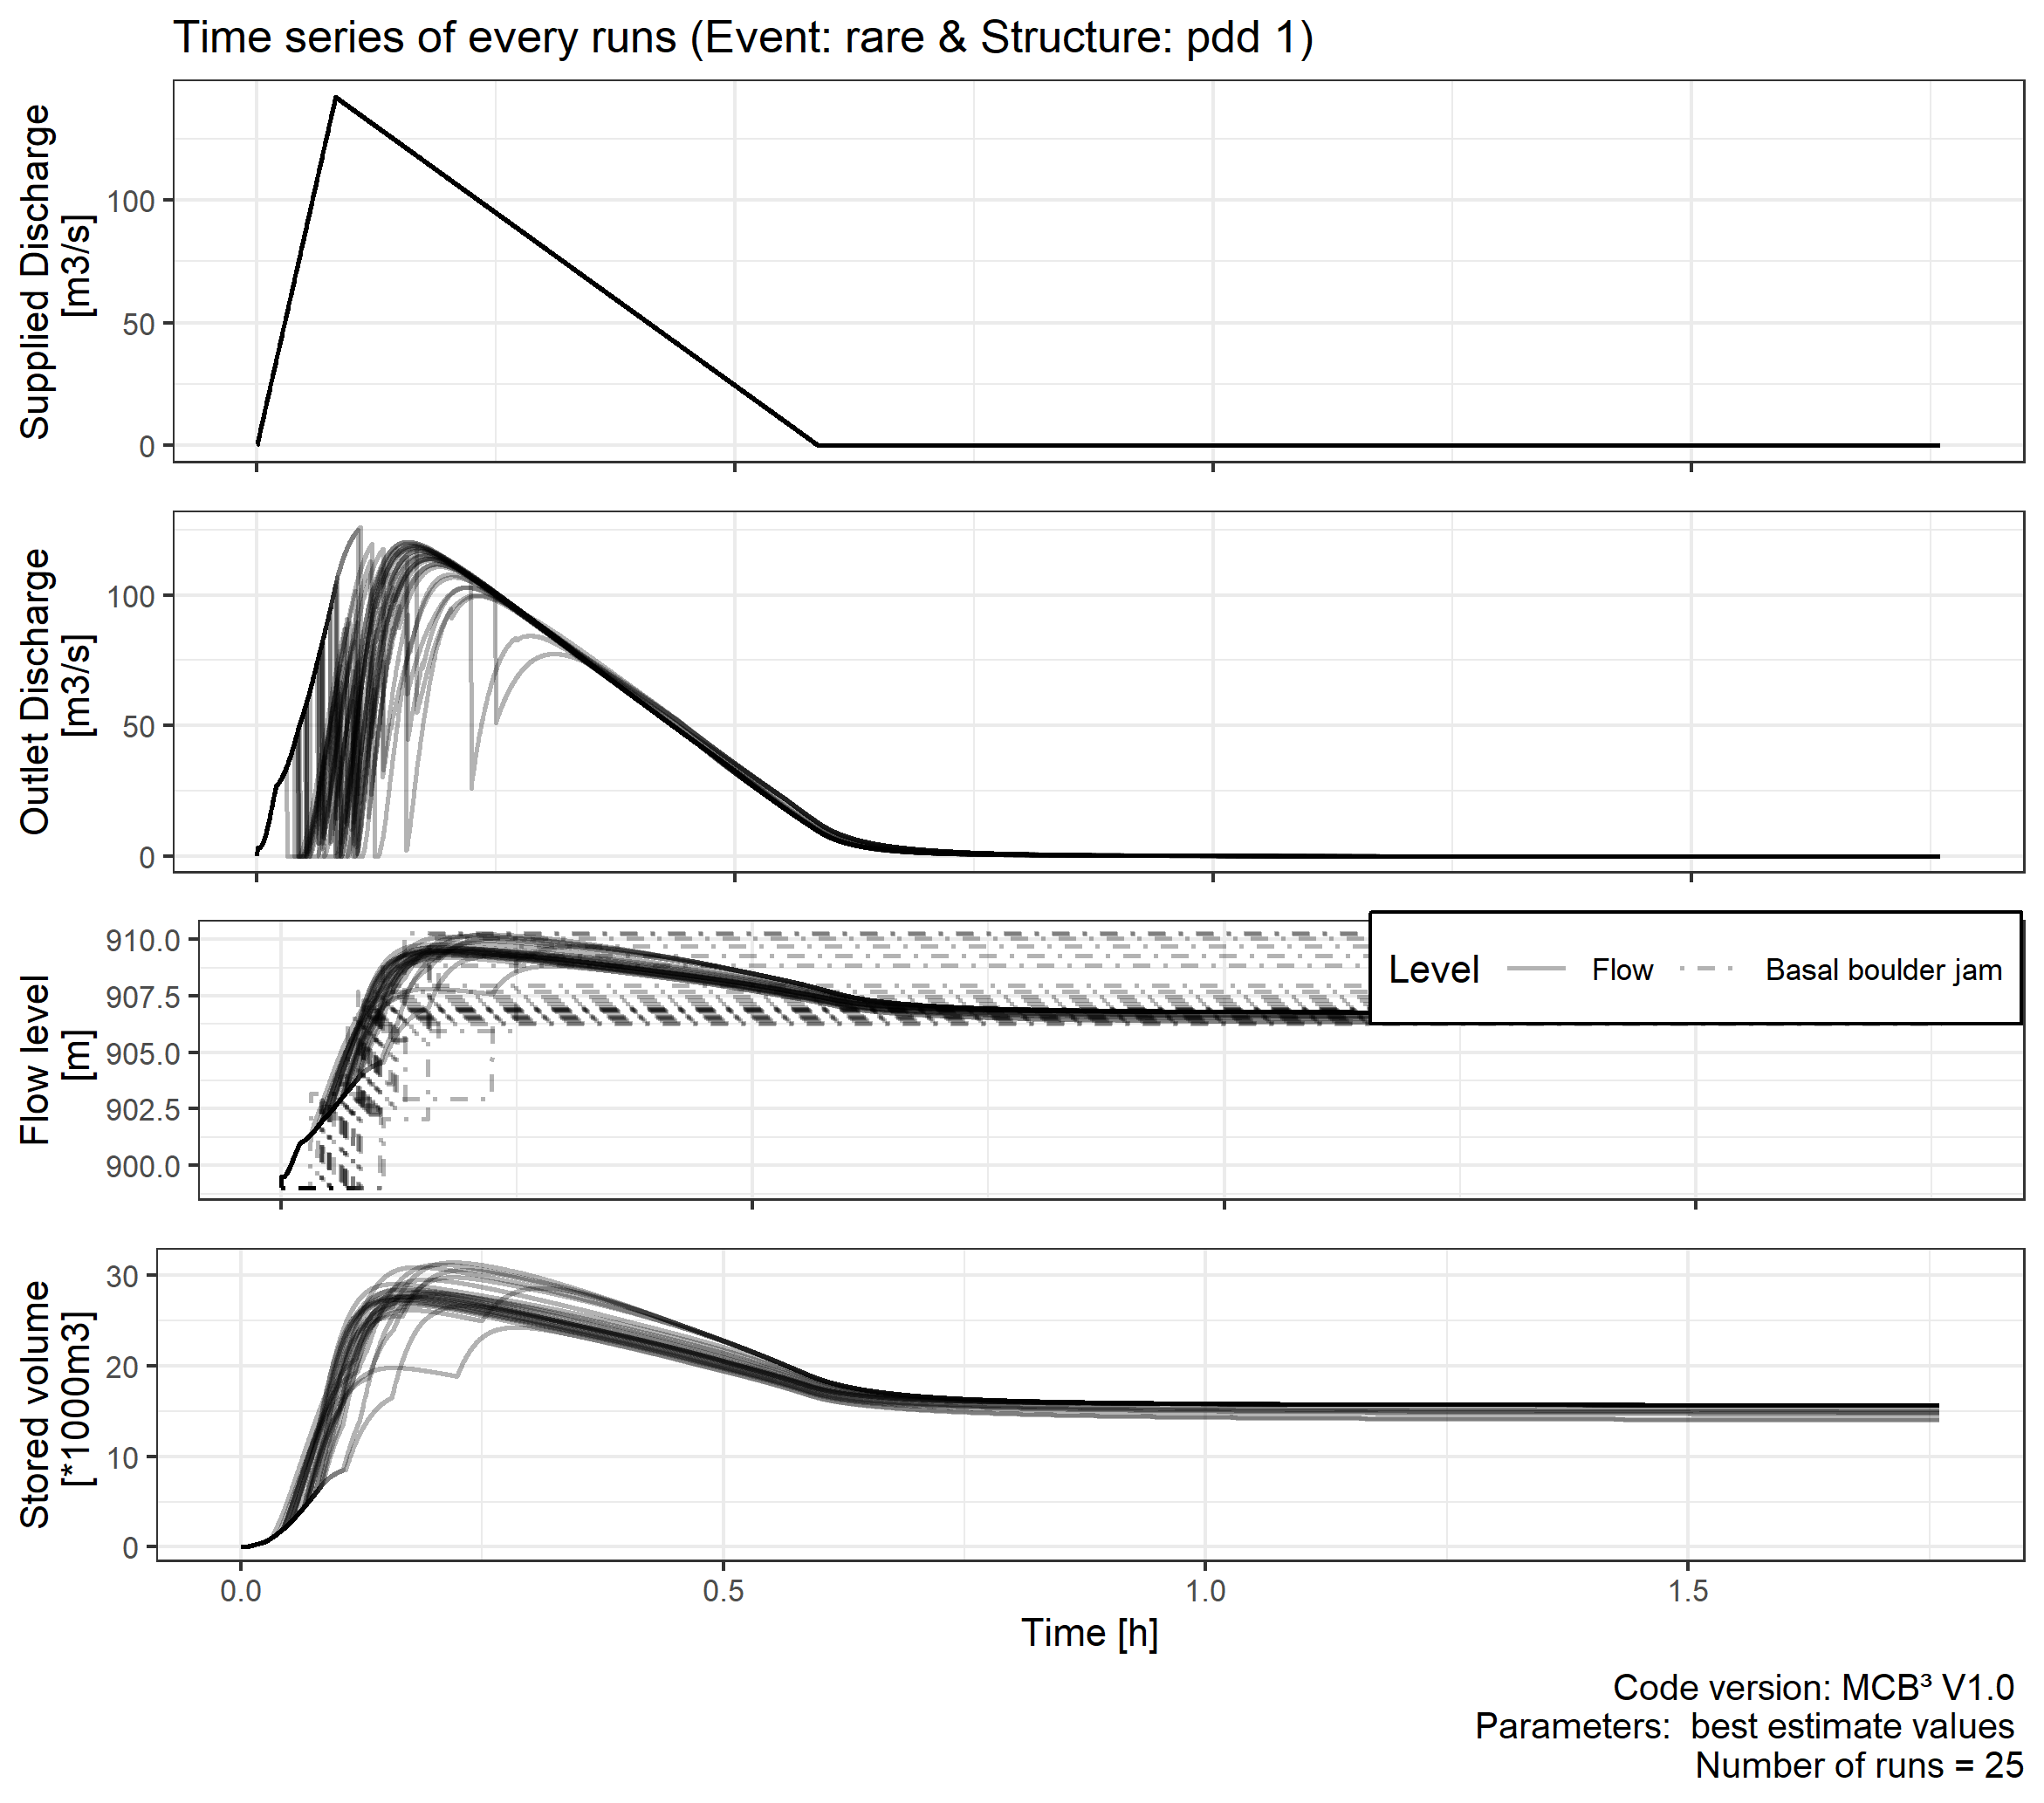 Time series of every runs (Event: rare & Structure: pdd 1)
Supplied Discharge
[m3/s]
100
50
0
Outlet Discharge
[m3/s]
100
50
0
Flow level
[m]
910.0
907.5
905.0
902.5
900.0
Level
Flow
Basal boulder jam
Stored volume
[*1000m3]
30
20
10
0
0.0
0.5
1.0
1.5
Time [h]
Code version: MCB³ V1.0
Parameters:  best estimate values
Number of runs = 25